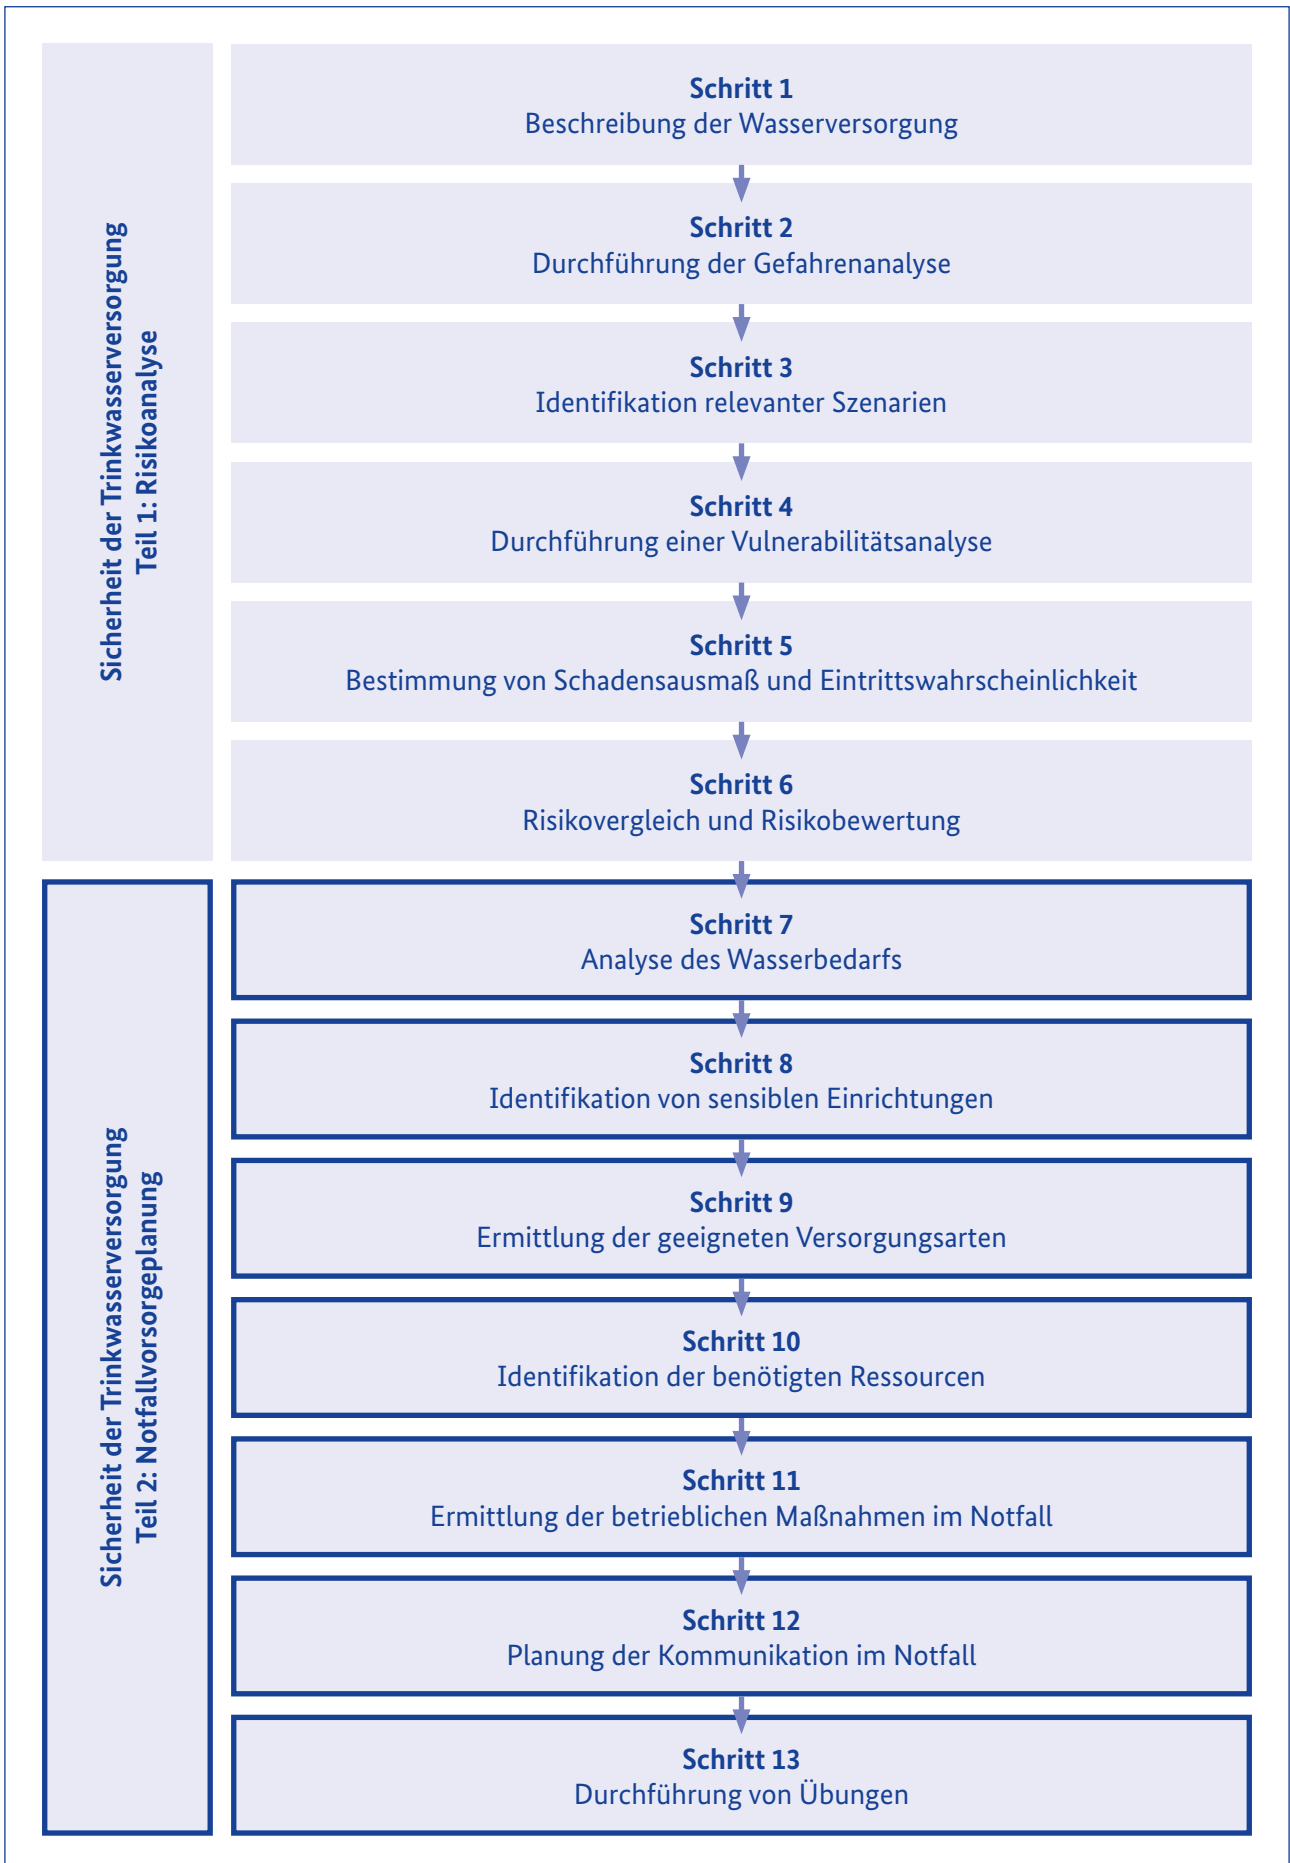 Sicherheit der Trinkwasserversorgung
Teil 1: Risikoanalyse
Schritt 1
Beschreibung der Wasserversorgung
Schritt 2
Durchführung der Gefahrenanalyse
Schritt 3
Identifikation relevanter Szenarien
Schritt 4
Durchführung einer Vulnerabilitätsanalyse
Schritt 5
Bestimmung von Schadensausmaß und Eintrittswahrscheinlichkeit
Schritt 6
Risikovergleich und Risikobewertung
Sicherheit der Trinkwasserversorgung
Teil 2: Notfallvorsorgeplanung
Schritt 7
Analyse des Wasserbedarfs
Schritt 8
Identifikation von sensiblen Einrichtungen
Schritt 9
Ermittlung der geeigneten Versorgungsarten
Schritt 10
Identifikation der benötigten Ressourcen
Schritt 11
Ermittlung der betrieblichen Maßnahmen im Notfall
Schritt 12
Planung der Kommunikation im Notfall
Schritt 13
Durchführung von Übungen